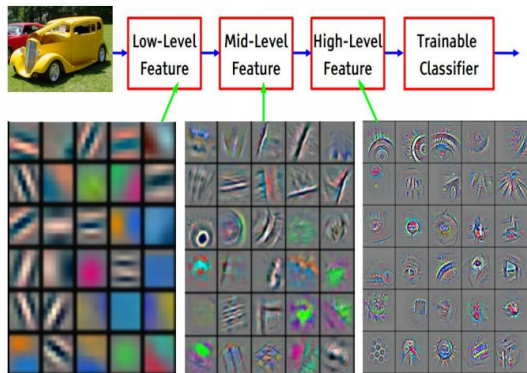 Low-Level
Feature
Mid-Level
Feature
High-Level
Feature
Trainable
Classifier